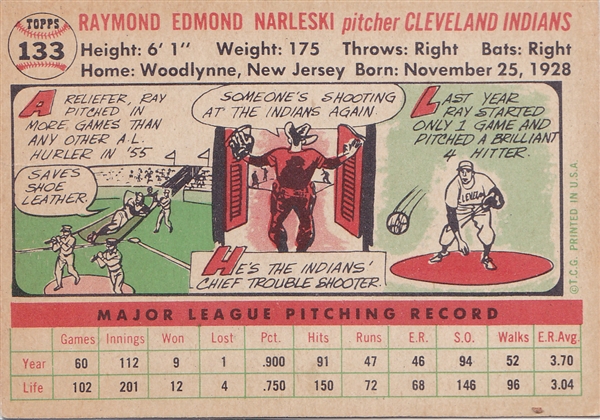 TOPPS
133
RAYMOND EDMOND NARLESKI pitcher CLEVELAND INDIANS
Height: 6' 1" Weight: 175 Throws: Right Bats: Right
Home: Woodlynne, New Jersey Born: November 25, 1928
A RELIEFER, RAY
PITCHED IN
MORE GAMES THAN
ANY OTHER A.L.
HURLER IN '55
SAVES
SHOE
LEATHER.
SOMEONE'S SHOOTING
AT THE INDIANS AGAIN.
HE'S THE INDIANS'
CHIEF TROUBLE SHOOTER.
LAST YEAR
RAY STARTED
ONLY 1 GAME AND
PITCHED A BRILLIANT
4 HITTER.
CLEVELAN
©T.C.G. PRINTED IN U.S.A.
MAJOR LEAGUE PITCHING RECORD
Games Innings Won Lost Pct. Hits Runs E.R. S.O. Walks E.R.Avg.
Year 60 112 9 1 .900 91 47 46 94 52 3.70
Life 102 201 12 4 .750 150 72 68 146 96 3.04